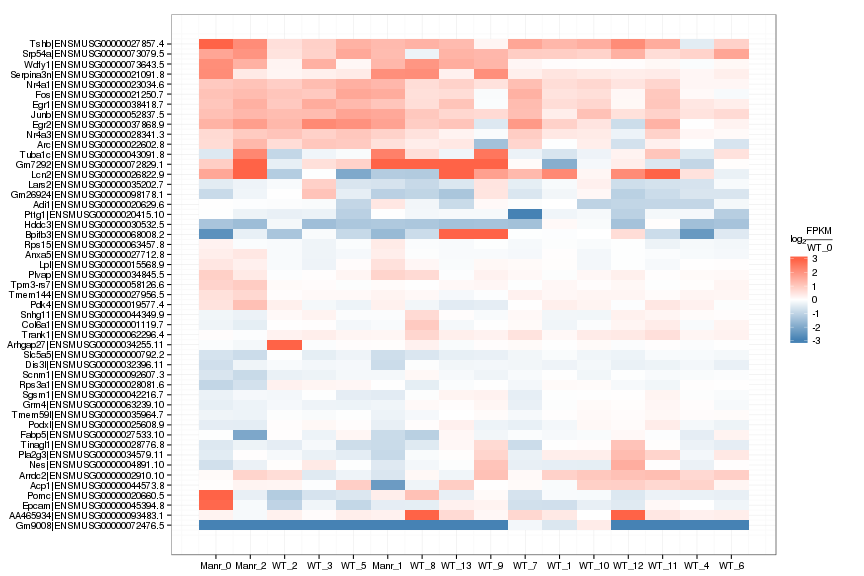 Tshb|ENSMUSG00000027857.4
Srp54a|ENSMUSG00000073079.5
Wdfy1|ENSMUSG00000073643.5
Serpina3n|ENSMUSG00000021091.8
Nr4a1|ENSMUSG00000023034.6
Fos|ENSMUSG00000021250.7
Egr1|ENSMUSG00000038418.7
Junb|ENSMUSG00000052837.5
Egr2|ENSMUSG00000037868.9
Nr4a3|ENSMUSG00000028341.3
Arc|ENSMUSG00000022602.8
Tuba1c|ENSMUSG00000043091.8
Gm7292|ENSMUSG00000072829.1
Lcn2|ENSMUSG00000026822.9
Lars2|ENSMUSG00000035202.7
Gm26924|ENSMUSG00000098178.1
Adi1|ENSMUSG00000020629.6
Pttg1|ENSMUSG00000020415.10
Hddc3|ENSMUSG00000030532.5
Bpifb3|ENSMUSG00000068008.2
Rps15|ENSMUSG00000063457.8
Anxa5|ENSMUSG00000027712.8
Lpl|ENSMUSG00000015568.9
Plvap|ENSMUSG00000034845.5
Tpm3-rs7|ENSMUSG00000058126.6
Tmem144|ENSMUSG00000027956.5
Pdk4|ENSMUSG00000019577.4
Snhg11|ENSMUSG00000044349.9
Col6a1|ENSMUSG00000001119.7
Trank1|ENSMUSG00000062296.4
Arhgap27|ENSMUSG00000034255.11
Slc5a5|ENSMUSG00000000792.2
Dis3l|ENSMUSG00000032396.11
Scnm1|ENSMUSG00000092607.3
Rps3a1|ENSMUSG00000028081.6
Sgsm1|ENSMUSG00000042216.7
Grm4|ENSMUSG00000063239.10
Tmem59l|ENSMUSG00000035964.7
Podxl|ENSMUSG00000025608.9
Fabp5|ENSMUSG00000027533.10
Tinagl1|ENSMUSG00000028776.8
Pla2g3|ENSMUSG00000034579.11
Nes|ENSMUSG00000004891.10
Arrdc2|ENSMUSG00000002910.10
Acp1|ENSMUSG00000044573.8
Pomc|ENSMUSG00000020660.5
Epcam|ENSMUSG00000045394.8
AA465934|ENSMUSG00000093483.1
Gm9008|ENSMUSG00000072476.5
Manr_0 Manr_2 WT_2 WT_3 WT_5 Manr_1 WT_8 WT_13 WT_9 WT_7 WT_1 WT_10 WT_12 WT_11 WT_4 WT_6
log2 FPKM
WT_0
3
2
1
0
-1
-2
-3